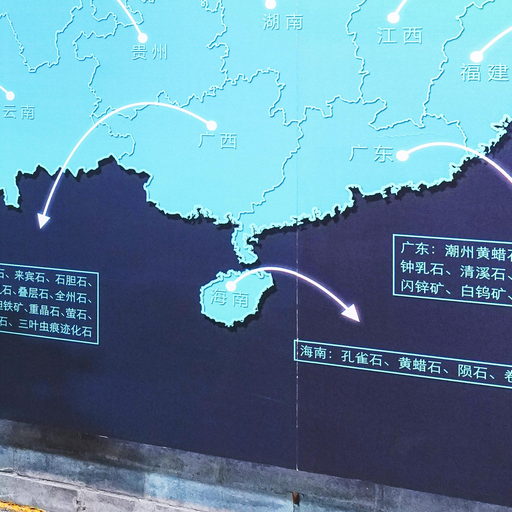 湖南
江西
贵州
福建
云南
广西
广东
海南
石、来宾石、石胆石、
石、叠层石、全州石、
铁矿、重晶石、萤石、
石、三叶虫痕迹化石
广东：潮州黄蜡石
钟乳石、清溪石、
闪锌矿、白钨矿、
海南：孔雀石、黄蜡石、陨石、卷